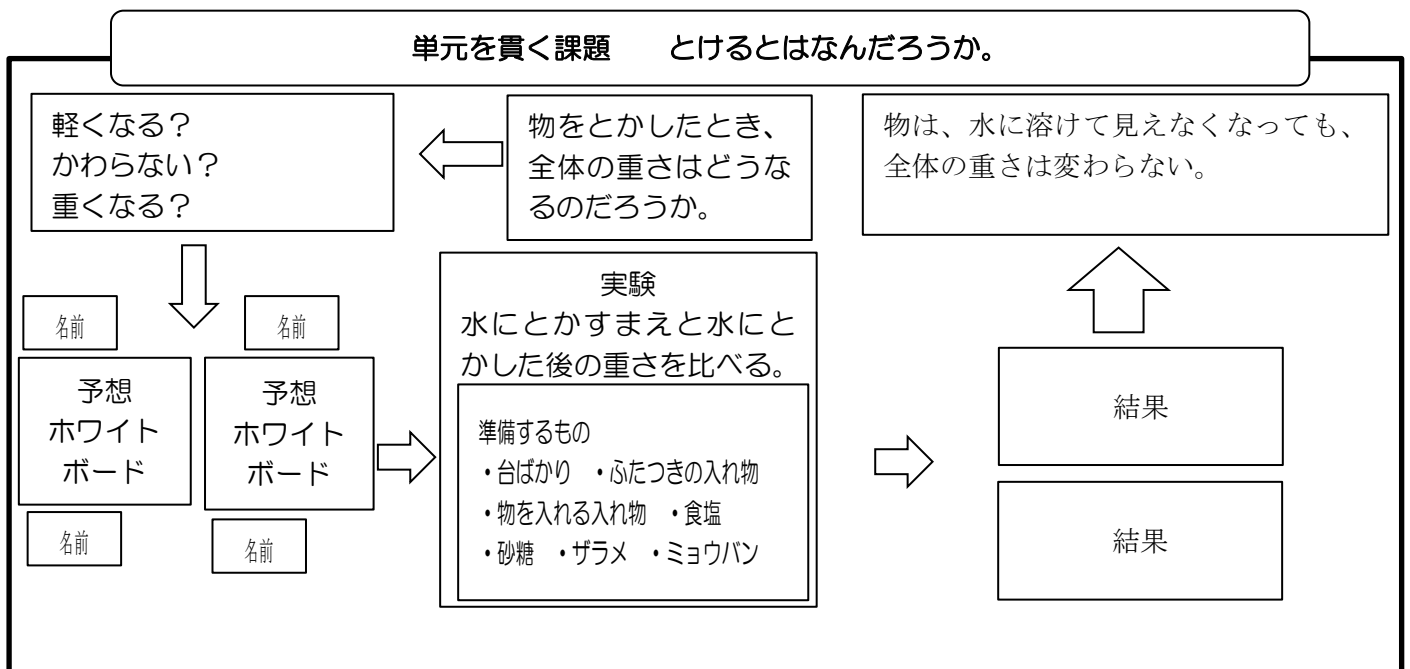 単元を貫く課題　　とけるとはなんだろうか。
物をとかしたとき、
全体の重さはどうな
るのだろうか。
軽くなる？
かわらない？
重くなる？
名前
名前
予想
ホワイト
ボード
予想
ホワイト
ボード
名前
名前
実験
水にとかすまえと水にと
かした後の重さを比べる。
準備するもの
・台ばかり　・ふたつきの入れ物
・物を入れる入れ物　・食塩
・砂糖　・ザラメ　・ミョウバン
結果
結果
物は、水に溶けて見えなくなっても、
全体の重さは変わらない。